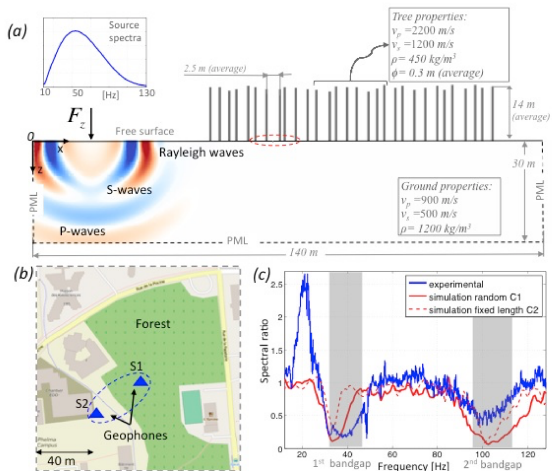 (a)
Source spectra
10 50 [Hz] 130
F_z
Free surface
0
x
z
Rayleigh waves
S-waves
P-waves
PML
PML
PML
140 m
30 m
2.5 m (average)
14 m (average)
Tree properties:
v_p=2200 m/s
v_s=1200 m/s
ρ= 450 kg/m³
ϕ= 0.3 m (average)
Ground properties:
v_p=900 m/s
v_s=500 m/s
ρ= 1200 kg/m³
(b)
Forest
S1
S2
Geophones
Phelma Campus
40 m
(c)
experimental
simulation random C1
simulation fixed length C2
Spectral ratio
2.5
2
1.5
1
0.5
0
20 40 60 80 100 120
1st bandgap
Frequency [Hz]
2nd bandgap